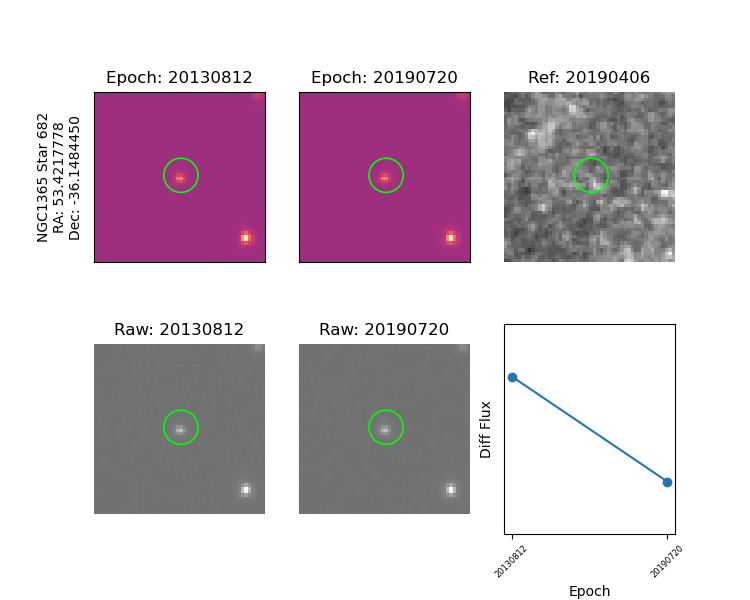 Epoch: 20130812
Epoch: 20190720
Ref: 20190406
NGC1365 Star 682
RA: 53.4217778
Dec: -36.1484450
Raw: 20130812
Raw: 20190720
Diff Flux
20130812
20190720
Epoch